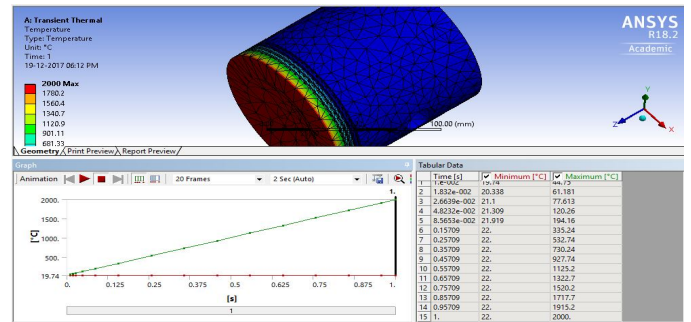 A: Transient Thermal
Temperature
Type: Temperature
Unit: °C
Time: 1
19-12-2017 06:12 PM
2000 Max
1780.2
1560.4
1340.7
1120.9
901.11
681.33
ANSYS
R18.2
Academic
100.00 (mm)
Y
Z
X
Geometry Print Preview Report Preview
Graph
Animation 20 Frames 2 Sec (Auto)
1.
2000.
1500.
1000.
500.
19.74
[°C]
0. 0.125 0.25 0.375 0.5 0.625 0.75 0.875 1.
[s]
1
Tabular Data
Time [s] Minimum [°C] Maximum [°C]
1 1.e-002 19.74 44.75
2 1.832e-002 20.338 61.181
3 2.6639e-002 21.1 77.613
4 4.8232e-002 21.309 120.26
5 8.5653e-002 21.919 194.16
6 0.15709 22. 335.24
7 0.25709 22. 532.74
8 0.35709 22. 730.24
9 0.45709 22. 927.74
10 0.55709 22. 1125.2
11 0.65709 22. 1322.7
12 0.75709 22. 1520.2
13 0.85709 22. 1717.7
14 0.95709 22. 1915.2
15 1. 22. 2000.